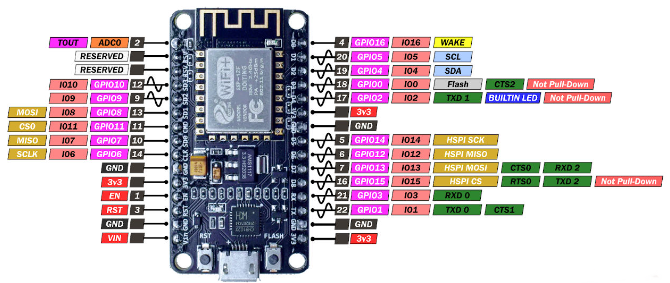 TOUT ADC0 2
RESERVED
RESERVED
IO10 GPIO10 12
IO9 GPIO9 9
MOSI IO8 GPIO8 13
CS0 IO11 GPIO11 11
MISO IO7 GPIO7 10
SCLK IO6 GPIO6 14
GND
3v3
EN 1
RST 3
GND
VIN
WiFi
FC
RST
FLASH
4 GPIO16 IO16 WAKE
20 GPIO5 IO5 SCL
19 GPIO4 IO4 SDA
18 GPIO0 IO0 Flash CTS2 Not Pull-Down
17 GPIO2 IO2 TXD 1 BUILTIN LED Not Pull-Down
3v3
GND
5 GPIO14 IO14 HSPI SCK
6 GPIO12 IO12 HSPI MISO
7 GPIO13 IO13 HSPI MOSI CTS0 RXD 2
16 GPIO15 IO15 HSPI CS RTS0 TXD 2 Not Pull-Down
21 GPIO3 IO3 RXD 0
22 GPIO1 IO1 TXD 0 CTS1
GND
3v3